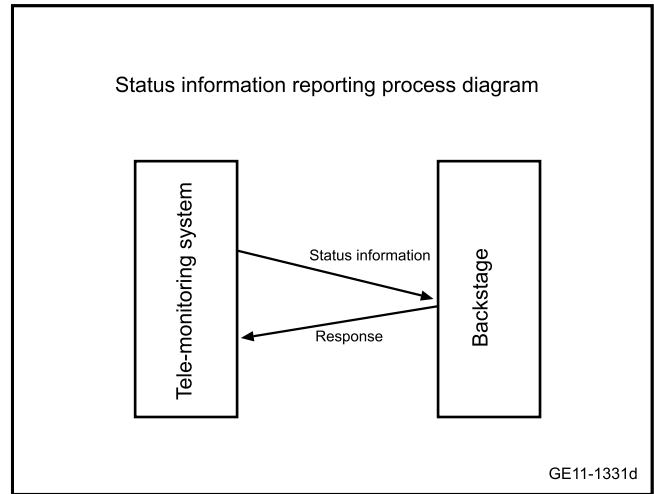 Status information reporting process diagram
Tele-monitoring system
Status information
Backstage
Response
GE11-1331d